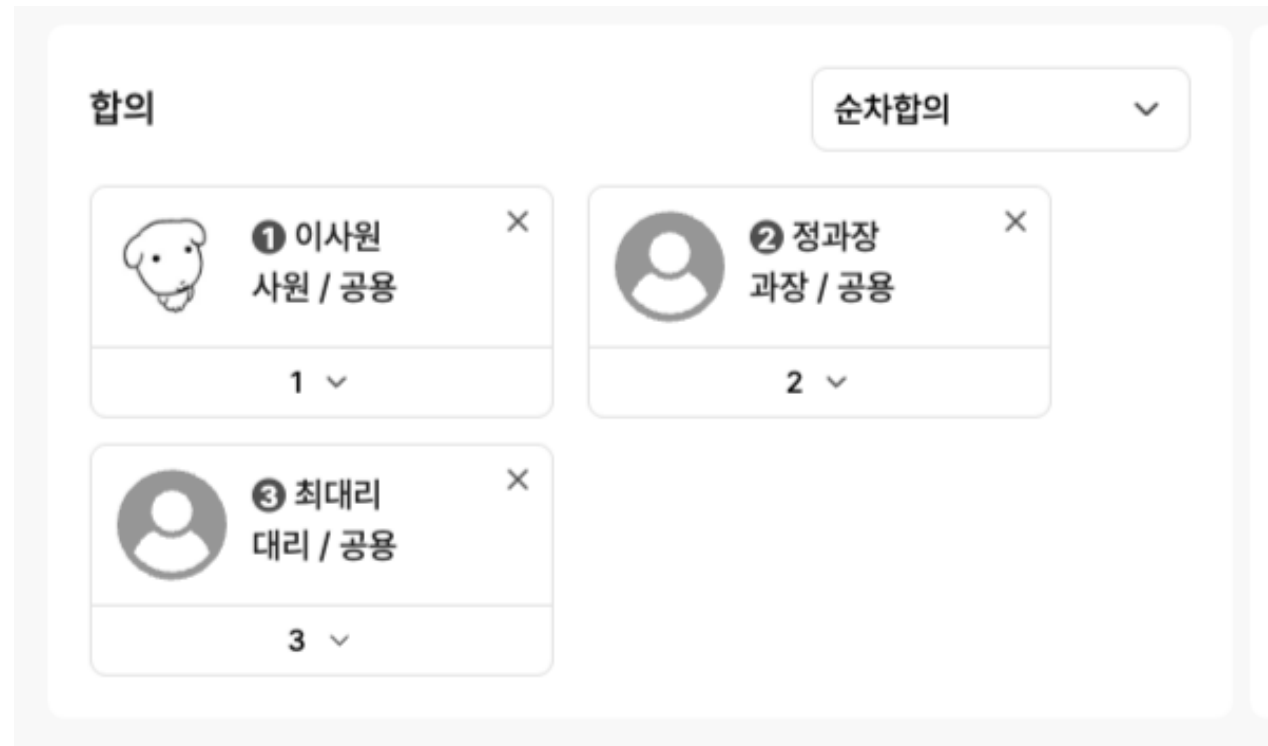 합의
순차합의
❶ 이사원
사원 / 공용
1
❷ 정과장
과장 / 공용
2
❸ 최대리
대리 / 공용
3